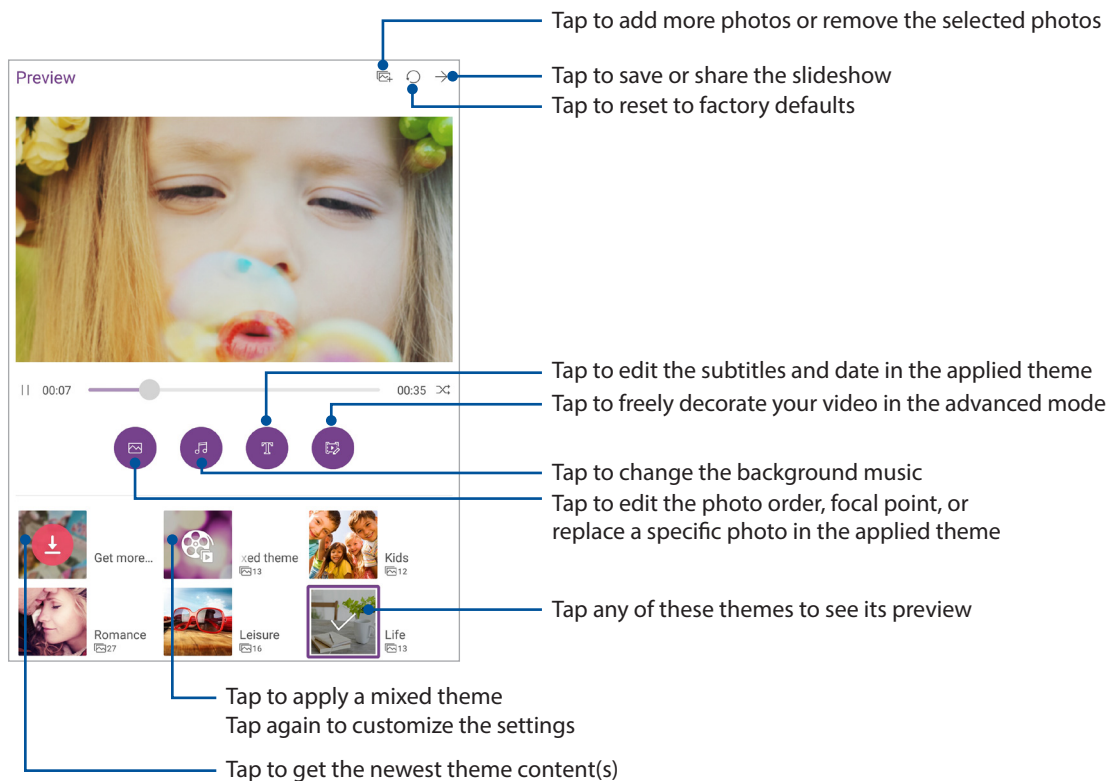 Tap to add more photos or remove the selected photos
Preview
Tap to save or share the slideshow
Tap to reset to factory defaults
00:07
00:35
Tap to edit the subtitles and date in the applied theme
Tap to freely decorate your video in the advanced mode
Tap to change the background music
Tap to edit the photo order, focal point, or
replace a specific photo in the applied theme
Get more...
xed theme
13
Kids
12
Tap any of these themes to see its preview
Romance
27
Leisure
16
Life
13
Tap to apply a mixed theme
Tap again to customize the settings
Tap to get the newest theme content(s)